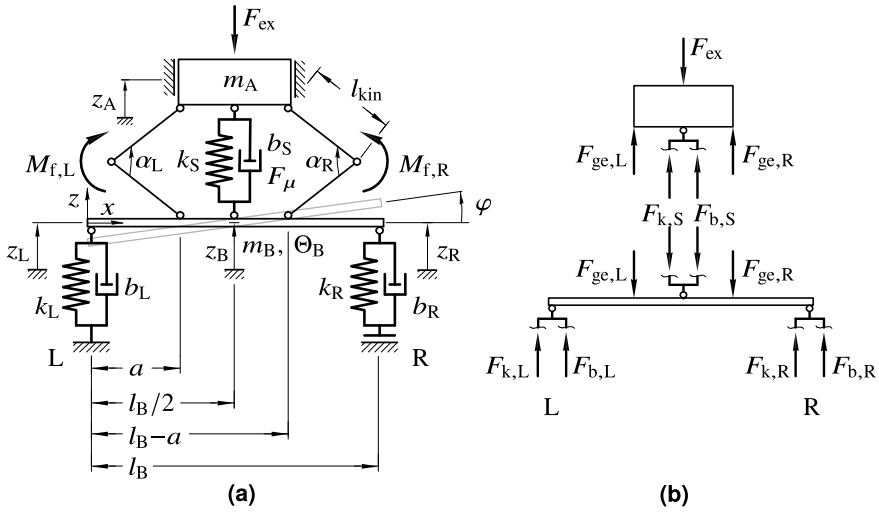 F_ex
m_A
l_kin
z_A
M_f,L
α_L
k_S
b_S
F_μ
α_R
M_f,R
z
x
φ
z_L
z_B
m_B, Θ_B
z_R
k_L
b_L
k_R
b_R
L
R
a
l_B/2
l_B−a
l_B
(a)
F_ex
F_ge,L
F_ge,R
F_k,S
F_b,S
F_ge,L
F_ge,R
F_k,L
F_b,L
F_k,R
F_b,R
L
R
(b)